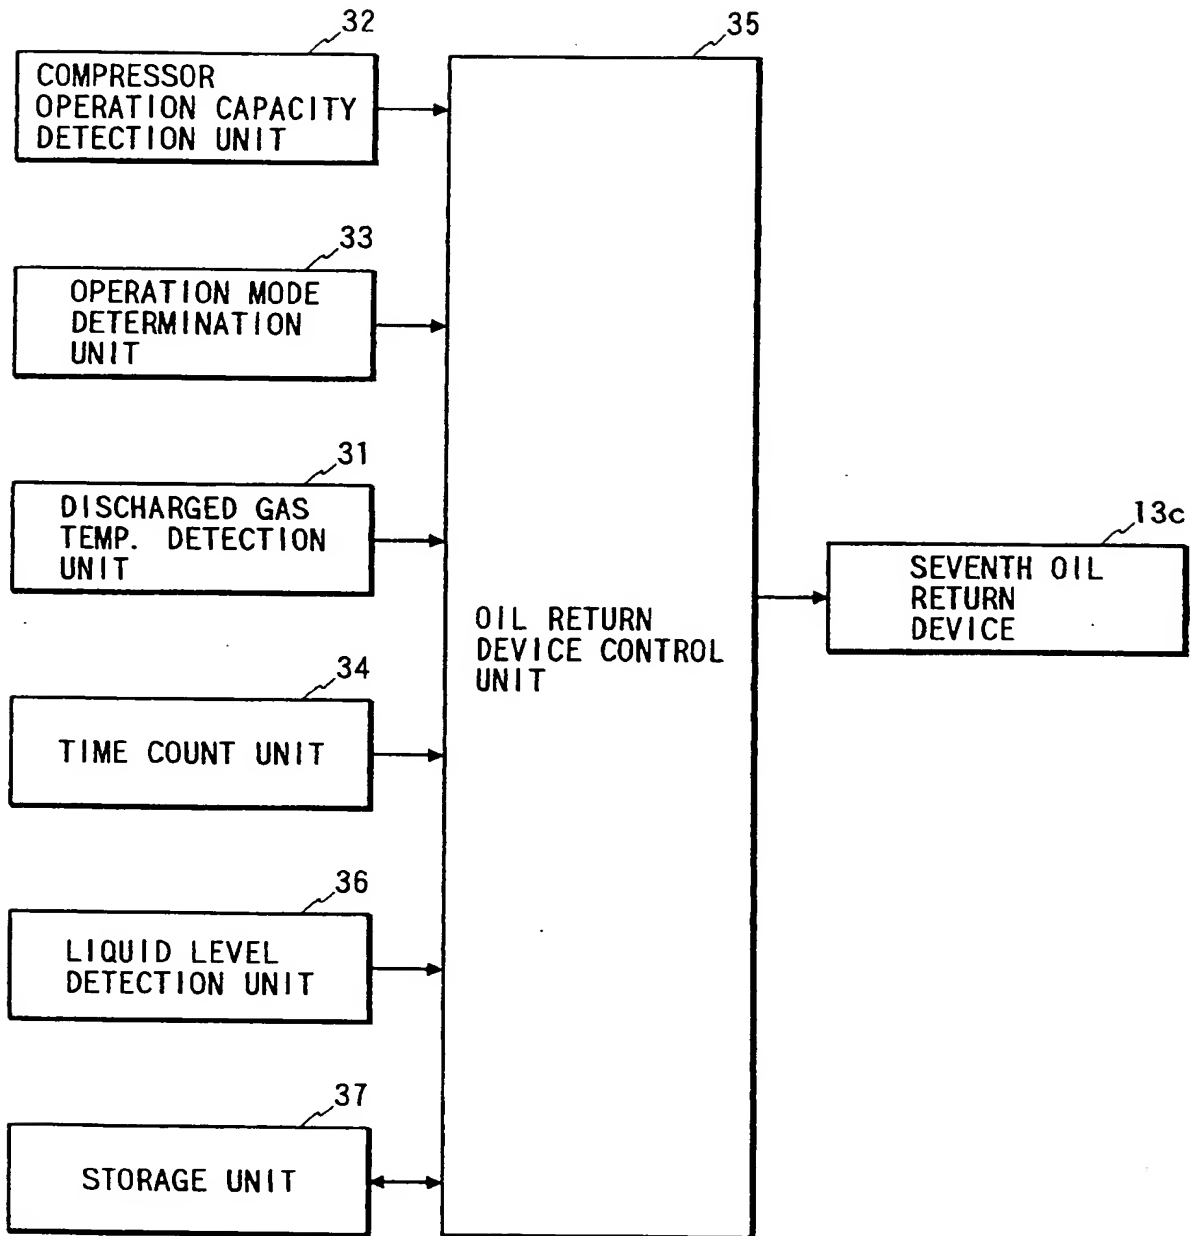 32
COMPRESSOR
OPERATION CAPACITY
DETECTION UNIT
33
OPERATION MODE
DETERMINATION
UNIT
31
DISCHARGED GAS
TEMP. DETECTION
UNIT
34
TIME COUNT UNIT
36
LIQUID LEVEL
DETECTION UNIT
37
STORAGE UNIT
35
OIL RETURN
DEVICE CONTROL
UNIT
13c
SEVENTH OIL
RETURN
DEVICE